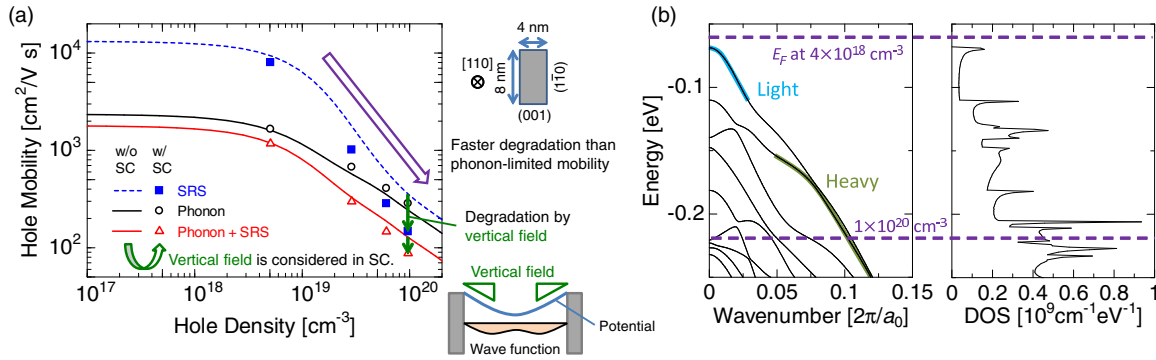 (a)
Hole Mobility [cm²/V s]
10⁴
10³
10²
w/o w/
SC SC
SRS
Phonon
Phonon + SRS
Vertical field is considered in SC.
10¹⁷ 10¹⁸ 10¹⁹ 10²⁰
Hole Density [cm⁻³]
4 nm
[110]
8 nm
(11̄0)
(001)
Faster degradation than
phonon-limited mobility
Degradation by
vertical field
Vertical field
Potential
Wave function
(b)
Energy [eV]
-0.1
-0.2
E_F at 4×10¹⁸ cm⁻³
Light
Heavy
1×10²⁰ cm⁻³
0 0.05 0.1 0.15
Wavenumber [2π/a₀]
0 0.2 0.4 0.6 0.8 1
DOS [10⁹cm⁻¹eV⁻¹]